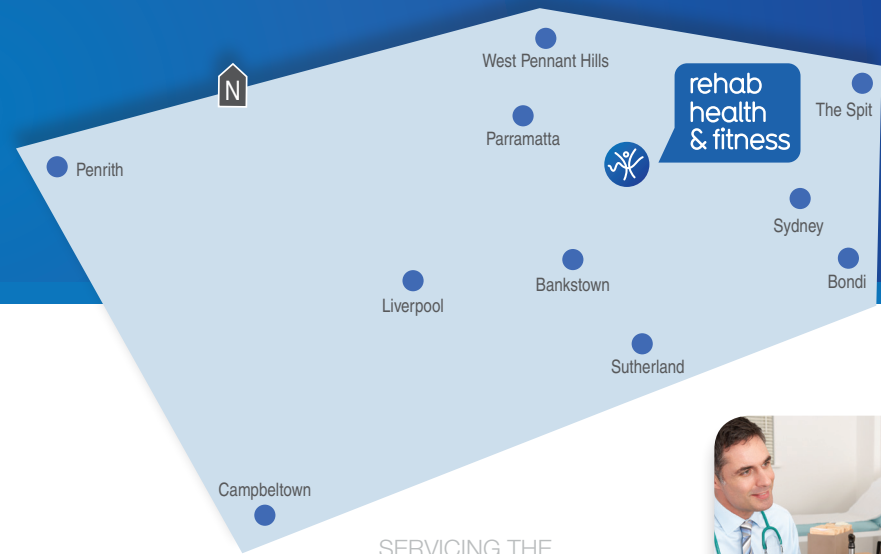 West Pennant Hills
N
rehab
health
& fitness
The Spit
Parramatta
Penrith
Sydney
Bankstown
Bondi
Liverpool
Sutherland
Campbeltown
SERVICING THE